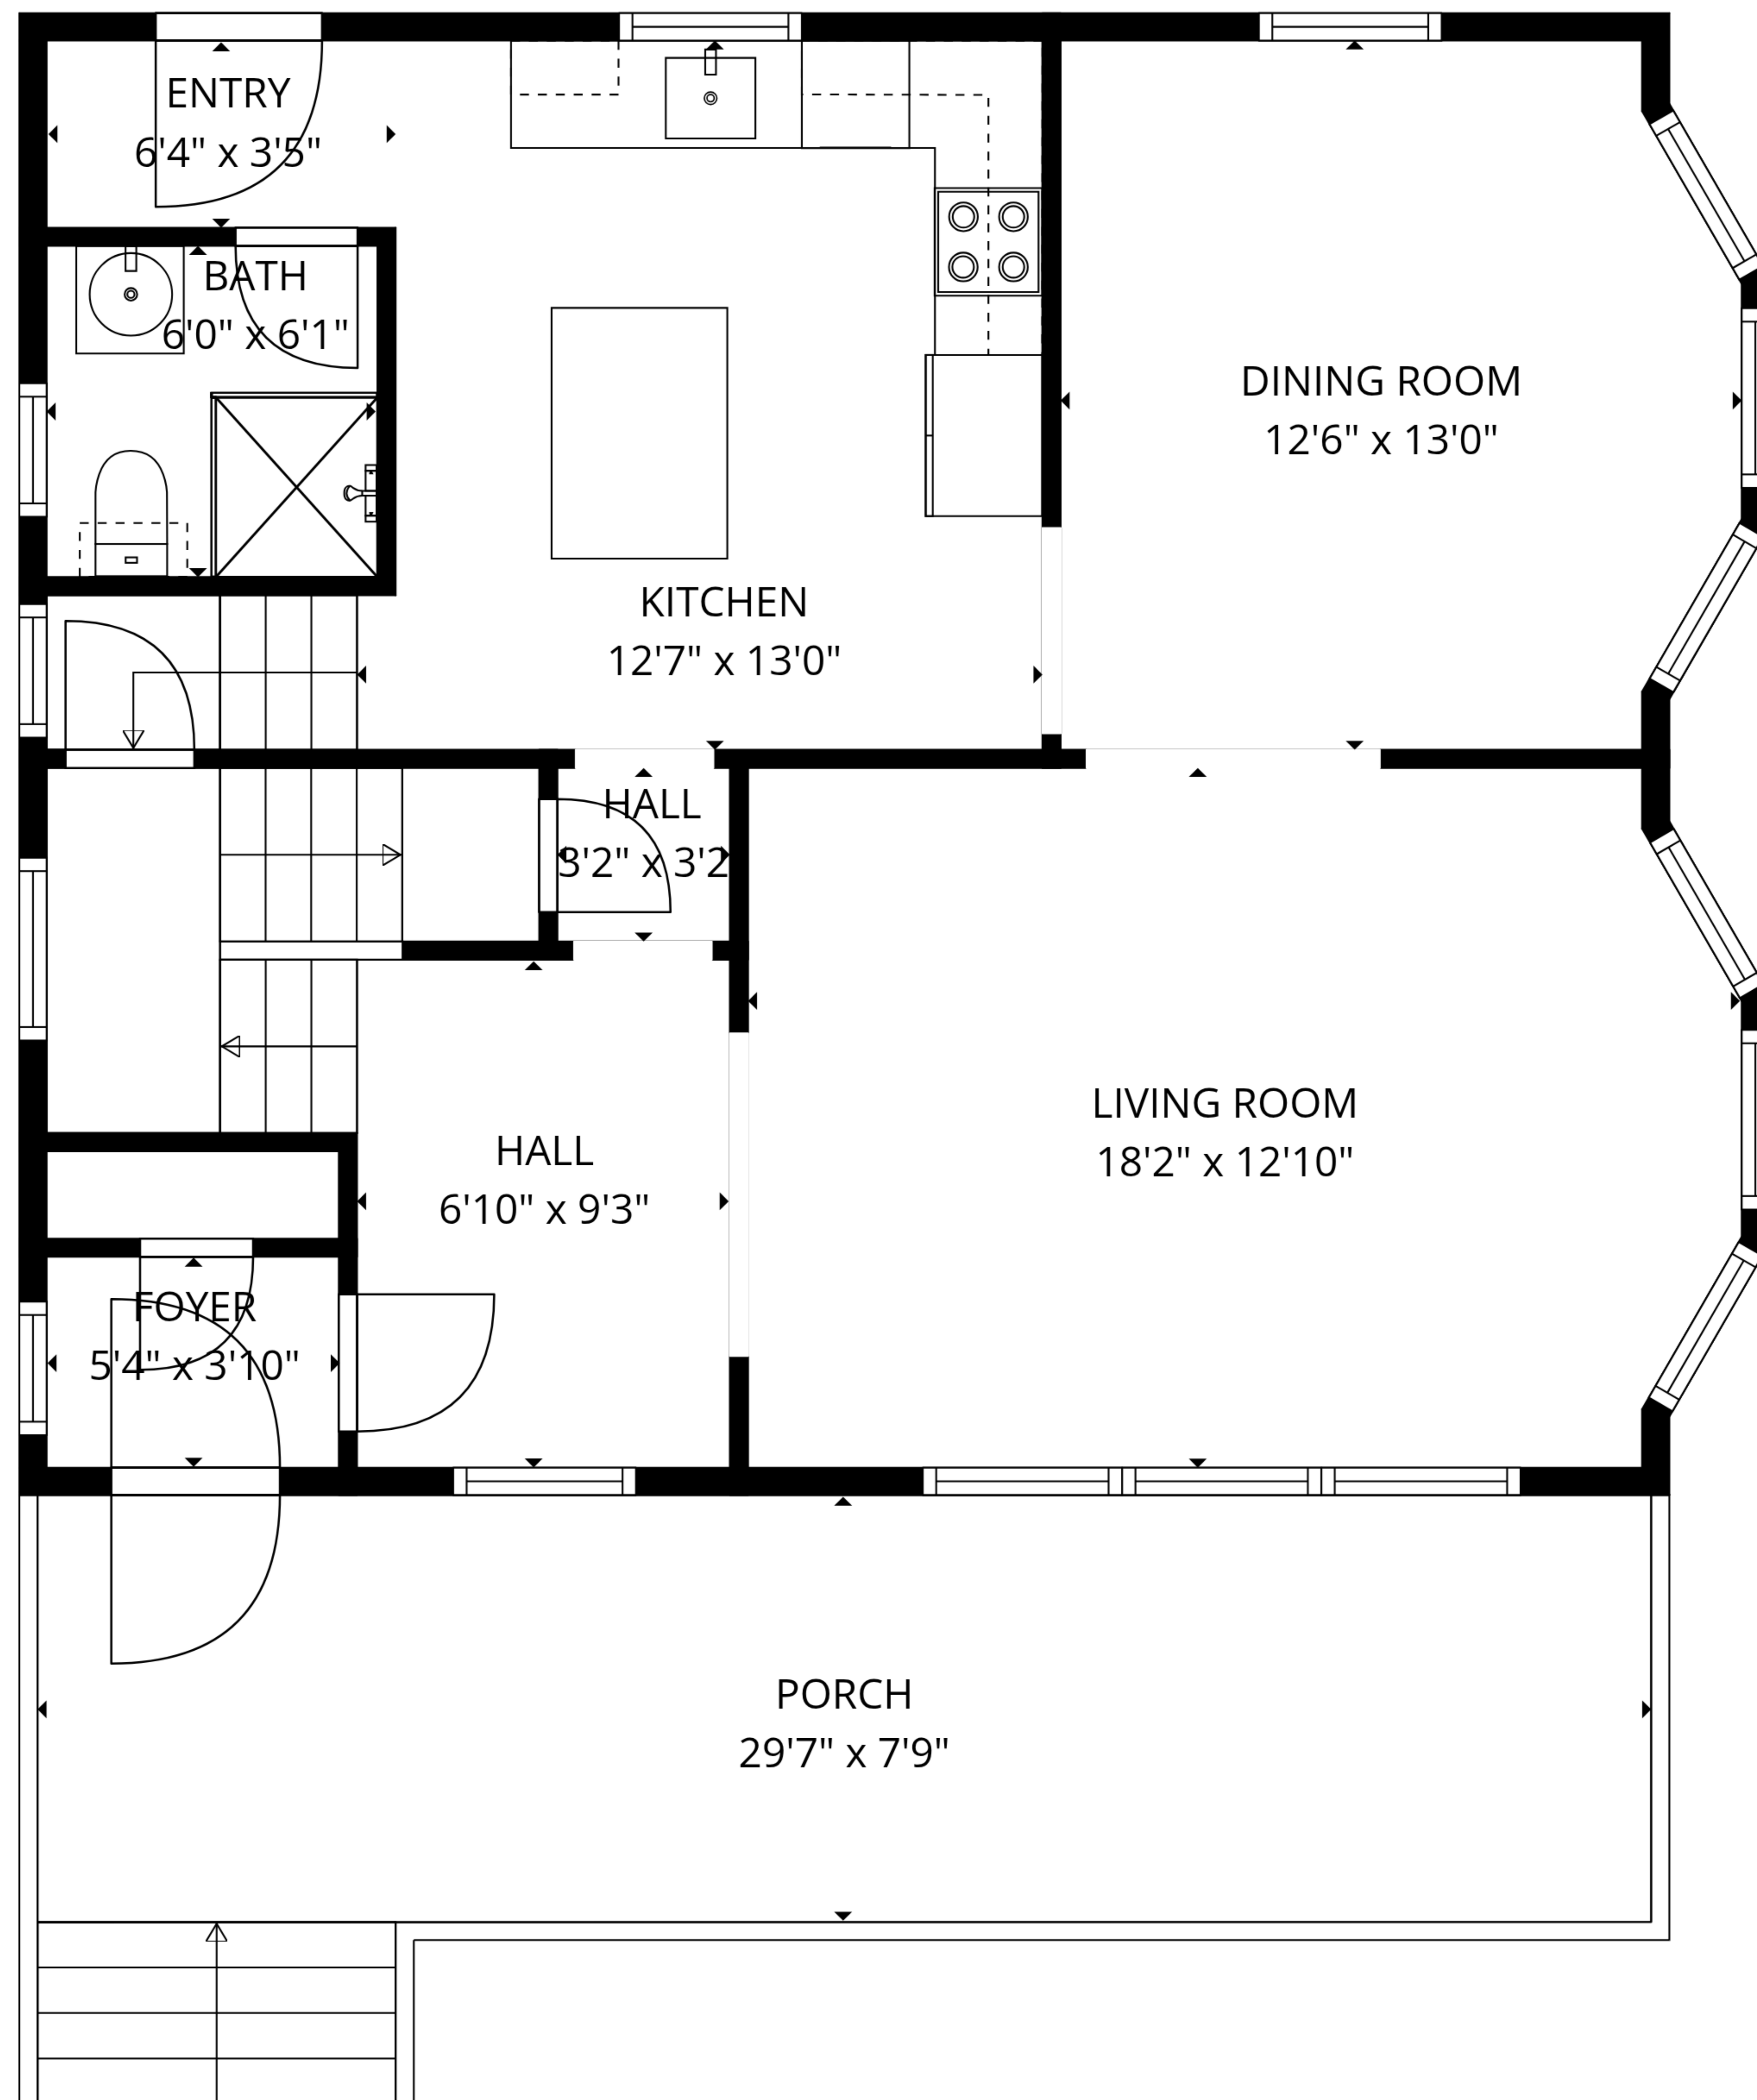 ENTRY
6'4" x 3'5"
BATH
6'0" x 6'1"
DINING ROOM
12'6" x 13'0"
KITCHEN
12'7" x 13'0"
HALL
3'2" x 3'2
LIVING ROOM
18'2" x 12'10"
HALL
6'10" x 9'3"
FOYER
5'4" x 3'10"
PORCH
29'7" x 7'9"